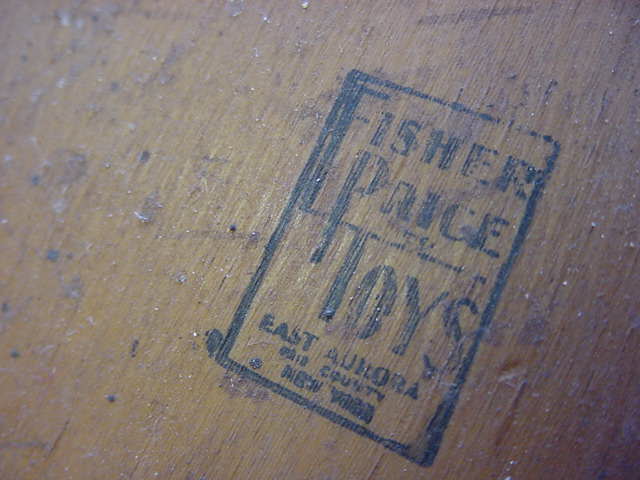 FISHER
PRICE
TOYS
EAST AURORA
ERIE COUNTY
NEW YORK